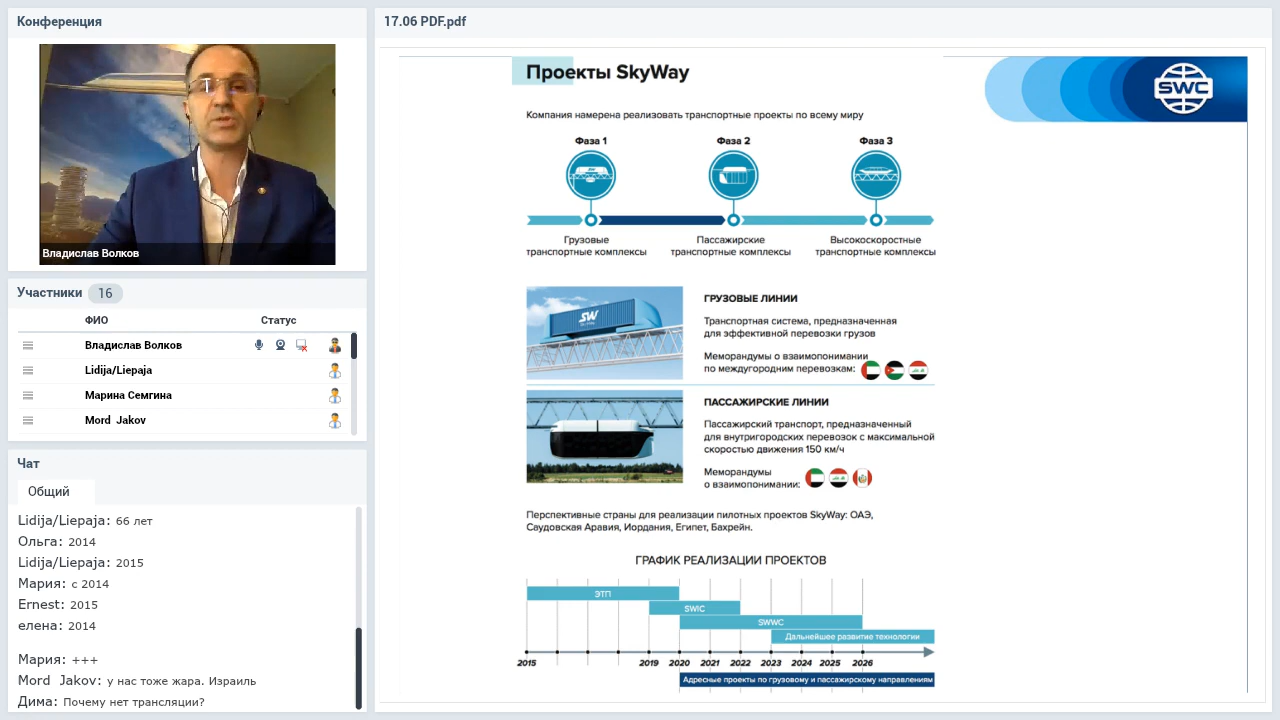 Конференция
Владислав Волков
Участники 16
ФИО Статус
Владислав Волков
Lidija/Liepaja
Марина Семгина
Mord Jakov
Чат
Общий
Lidija/Liepaja: 66 лет
Ольга: 2014
Lidija/Liepaja: 2015
Мария: с 2014
Ernest: 2015
елена: 2014
Мария: +++
Mord Jakov: у нас тоже жара. Израиль
Дима: Почему нет трансляции?
17.06 PDF.pdf
Проекты SkyWay
SWC
Компания намерена реализовать транспортные проекты по всему миру
Фаза 1 Фаза 2 Фаза 3
Грузовые
транспортные комплексы
Пассажирские
транспортные комплексы
Высокоскоростные
транспортные комплексы
SW
ГРУЗОВЫЕ ЛИНИИ
Транспортная система, предназначенная
для эффективной перевозки грузов
Меморандумы о взаимопонимании
по междугородним перевозкам:
ПАССАЖИРСКИЕ ЛИНИИ
Пассажирский транспорт, предназначенный
для внутригородских перевозок с максимальной
скоростью движения 150 км/ч
Меморандумы
о взаимопонимании:
Перспективные страны для реализации пилотных проектов SkyWay: ОАЭ,
Саудовская Аравия, Иордания, Египет, Бахрейн.
ГРАФИК РЕАЛИЗАЦИИ ПРОЕКТОВ
ЭТП
SWIC
SWWC
Дальнейшее развитие технологии
2015 2019 2020 2021 2022 2023 2024 2025 2026
Адресные проекты по грузовому и пассажирскому направлениям